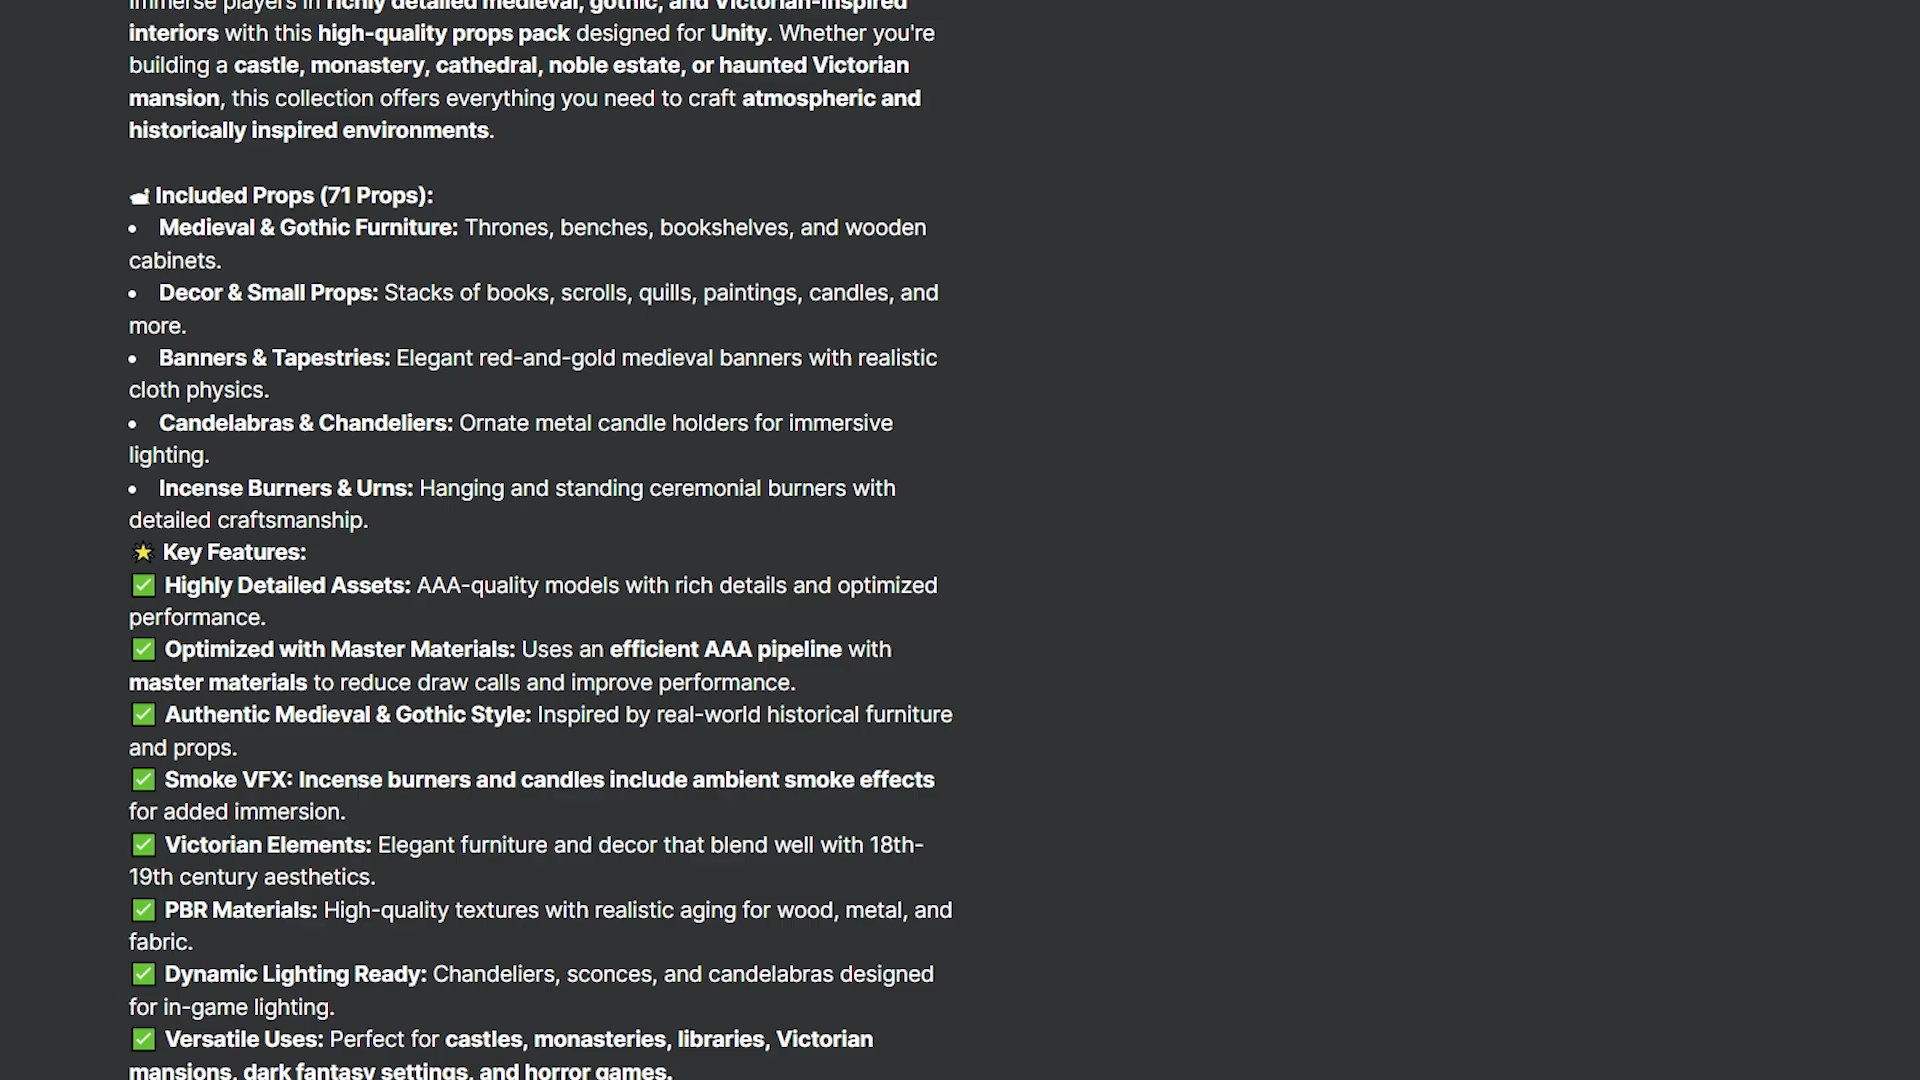 Immerse players in richly detailed medieval, gothic, and Victorian-inspired
interiors with this high-quality props pack designed for Unity. Whether you're
building a castle, monastery, cathedral, noble estate, or haunted Victorian
mansion, this collection offers everything you need to craft atmospheric and
historically inspired environments.
🛋 Included Props (71 Props):
• Medieval & Gothic Furniture: Thrones, benches, bookshelves, and wooden
cabinets.
• Decor & Small Props: Stacks of books, scrolls, quills, paintings, candles, and
more.
• Banners & Tapestries: Elegant red-and-gold medieval banners with realistic
cloth physics.
• Candelabras & Chandeliers: Ornate metal candle holders for immersive
lighting.
• Incense Burners & Urns: Hanging and standing ceremonial burners with
detailed craftsmanship.
🌟 Key Features:
✅ Highly Detailed Assets: AAA-quality models with rich details and optimized
performance.
✅ Optimized with Master Materials: Uses an efficient AAA pipeline with
master materials to reduce draw calls and improve performance.
✅ Authentic Medieval & Gothic Style: Inspired by real-world historical furniture
and props.
✅ Smoke VFX: Incense burners and candles include ambient smoke effects
for added immersion.
✅ Victorian Elements: Elegant furniture and decor that blend well with 18th-
19th century aesthetics.
✅ PBR Materials: High-quality textures with realistic aging for wood, metal, and
fabric.
✅ Dynamic Lighting Ready: Chandeliers, sconces, and candelabras designed
for in-game lighting.
✅ Versatile Uses: Perfect for castles, monasteries, libraries, Victorian
mansions, dark fantasy settings, and horror games.